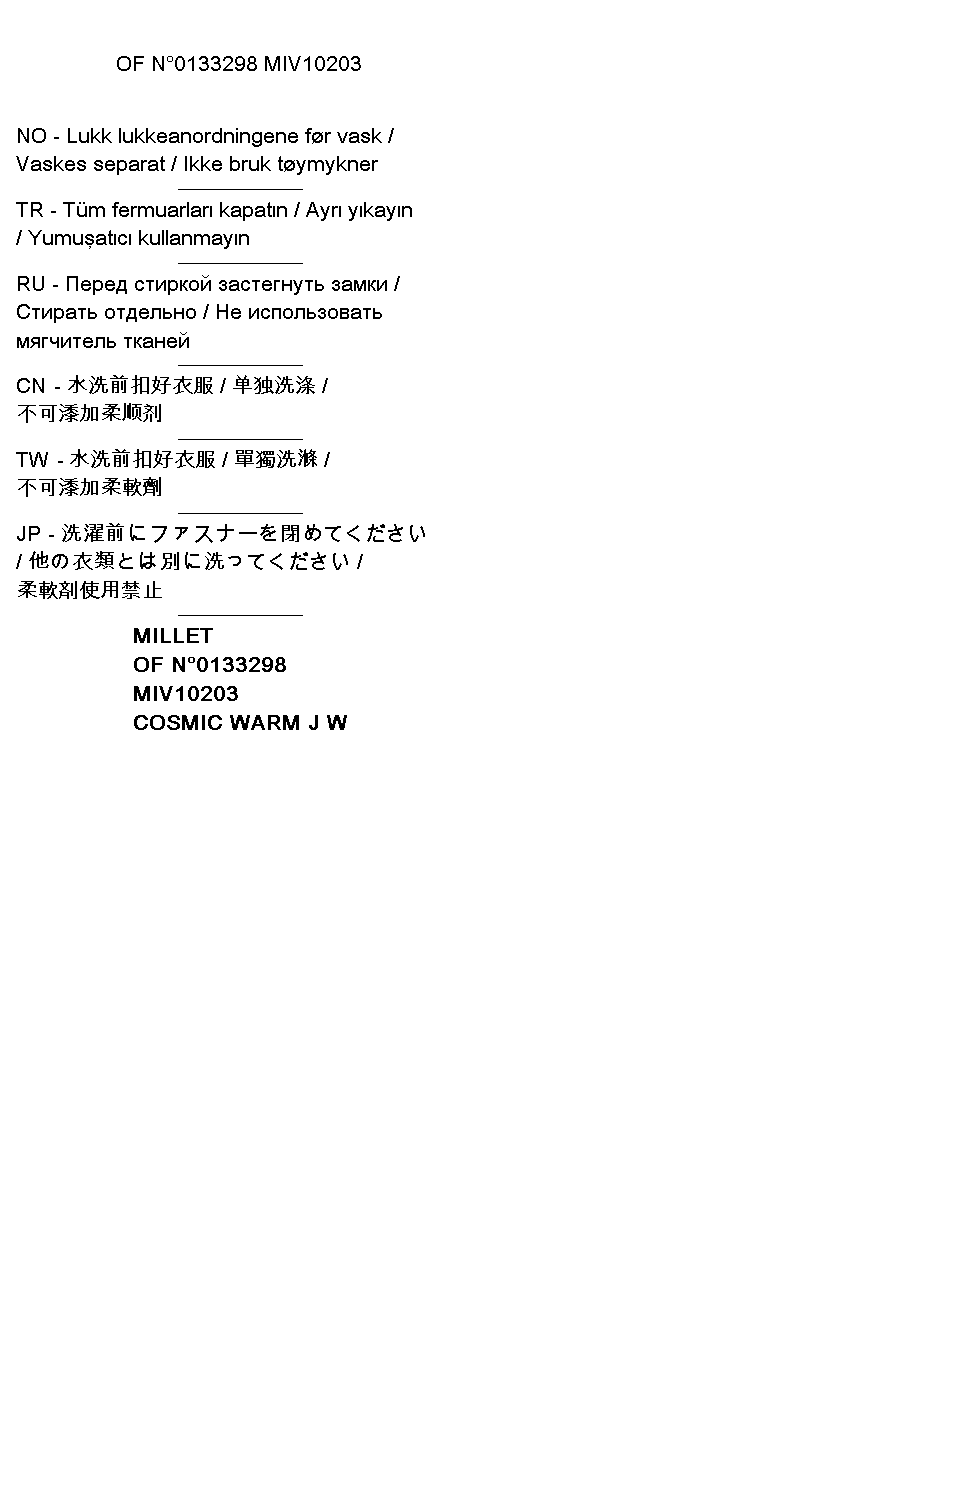 OF N°0133298 MIV10203
NO - Lukk lukkeanordningene før vask /
Vaskes separat / Ikke bruk tøymykner
TR - Tüm fermuarları kapatın / Ayrı yıkayın
/ Yumuşatıcı kullanmayın
RU - Перед стиркой застегнуть замки /
Стирать отдельно / Не использовать
мягчитель тканей
CN - 水洗前扣好衣服 / 单独洗涤 /
不可漆加柔顺剂
TW - 水洗前扣好衣服 / 單獨洗滌 /
不可漆加柔軟劑
JP - 洗濯前にファスナーを閉めてください
/ 他の衣類とは別に洗ってください /
柔軟剤使用禁止
MILLET
OF N°0133298
MIV10203
COSMIC WARM J W